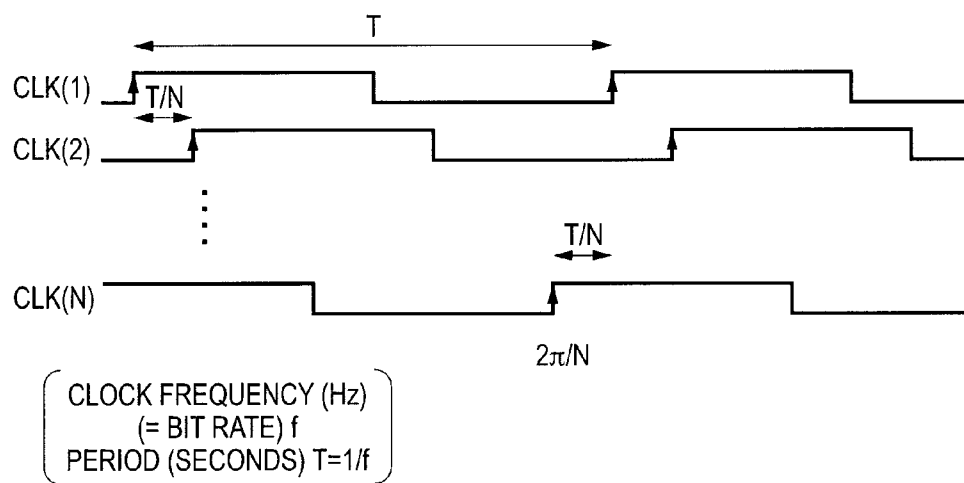 T
CLK(1)
T/N
CLK(2)
T/N
CLK(N)
2π/N
CLOCK FREQUENCY (Hz)
(= BIT RATE) f
PERIOD (SECONDS) T=1/f